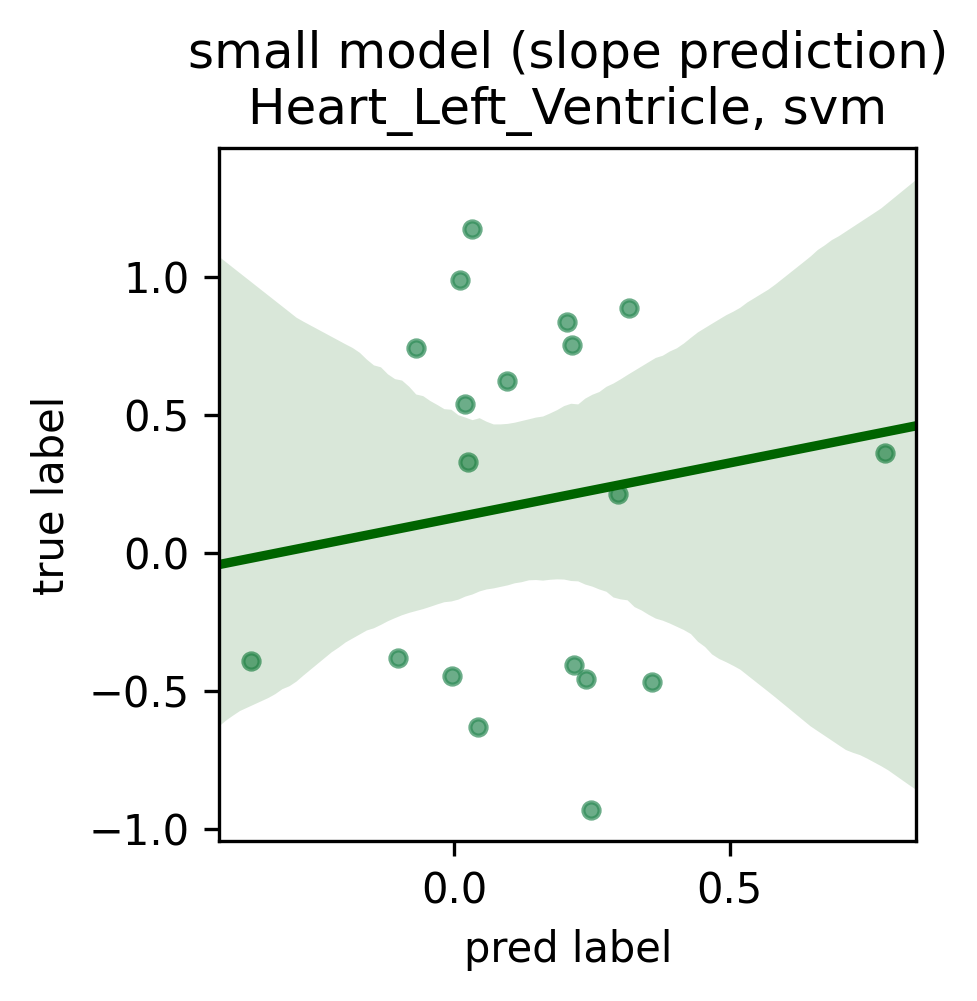 small model (slope prediction)
Heart_Left_Ventricle, svm
1.0
0.5
0.0
−0.5
−1.0
true label
0.0
0.5
pred label